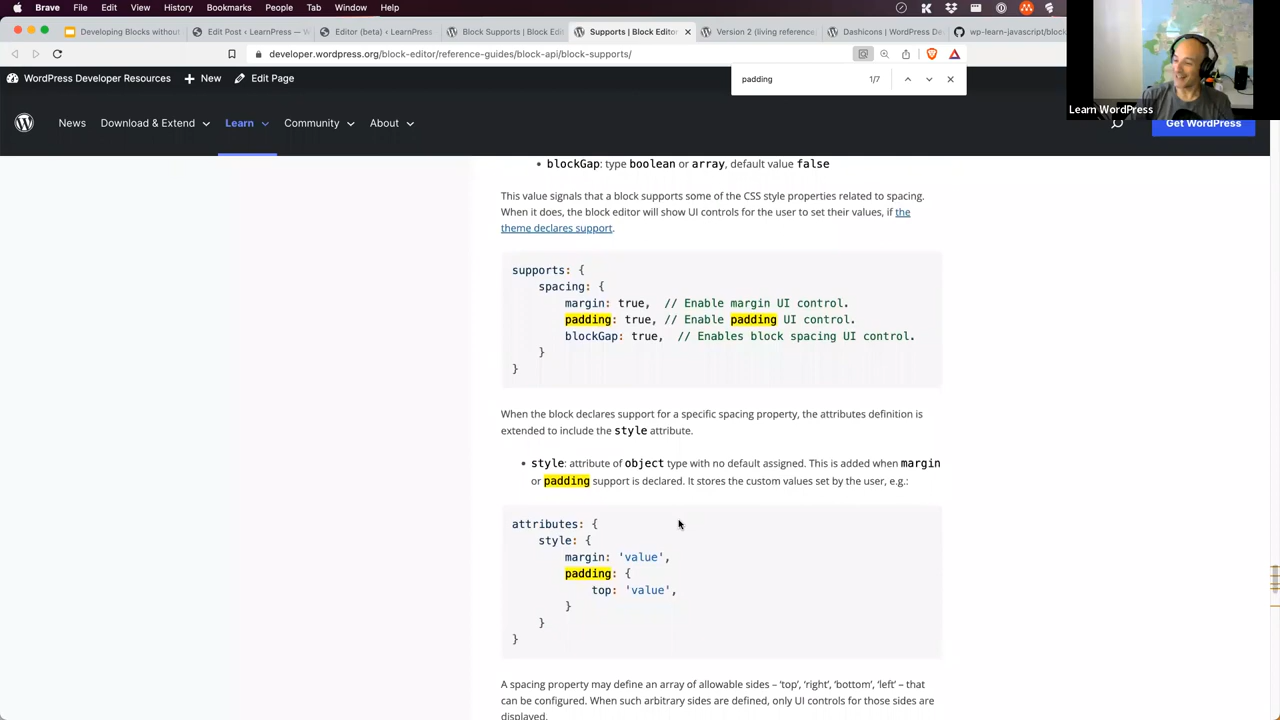 Brave File Edit View History Bookmarks People Tab Window Help
Developing Blocks withou
Edit Post ‹ LearnPress — W
Editor (beta) ‹ LearnPress
Block Supports | Block Edit
Supports | Block Editor
Version 2 (living reference
Dashicons | WordPress De
wp-learn-javascript/block
developer.wordpress.org/block-editor/reference-guides/block-api/block-supports/
WordPress Developer Resources New Edit Page
padding 1/7
Learn WordPress
News Download & Extend Learn Community About Get WordPress
• blockGap: type boolean or array, default value false
This value signals that a block supports some of the CSS style properties related to spacing.
When it does, the block editor will show UI controls for the user to set their values, if the
theme declares support.
supports: {
spacing: {
margin: true, // Enable margin UI control.
padding: true, // Enable padding UI control.
blockGap: true, // Enables block spacing UI control.
}
}
When the block declares support for a specific spacing property, the attributes definition is
extended to include the style attribute.
• style: attribute of object type with no default assigned. This is added when margin
or padding support is declared. It stores the custom values set by the user, e.g.:
attributes: {
style: {
margin: 'value',
padding: {
top: 'value',
}
}
}
A spacing property may define an array of allowable sides – ‘top’, ‘right’, ‘bottom’, ‘left’ – that
can be configured. When such arbitrary sides are defined, only UI controls for those sides are
displayed.